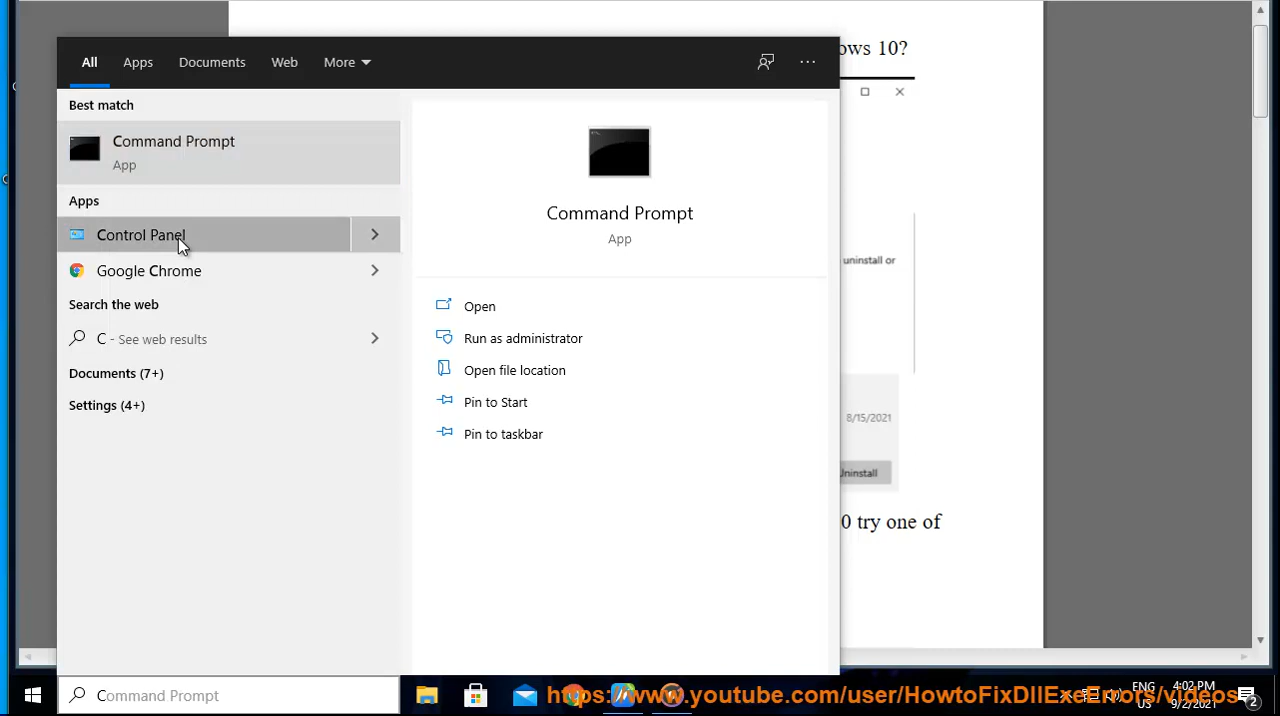 ows 10?
All Apps Documents Web More
Best match
Command Prompt
App
Apps
Control Panel
Google Chrome
Search the web
C - See web results
Documents (7+)
Settings (4+)
Command Prompt
App
Open
Run as administrator
Open file location
Pin to Start
Pin to taskbar
uninstall or
8/15/2021
Uninstall
0 try one of
Command Prompt
https://www.youtube.com/user/HowtoFixDllExeErrors/videos
ENG
US
4:02 PM
9/2/2021
2